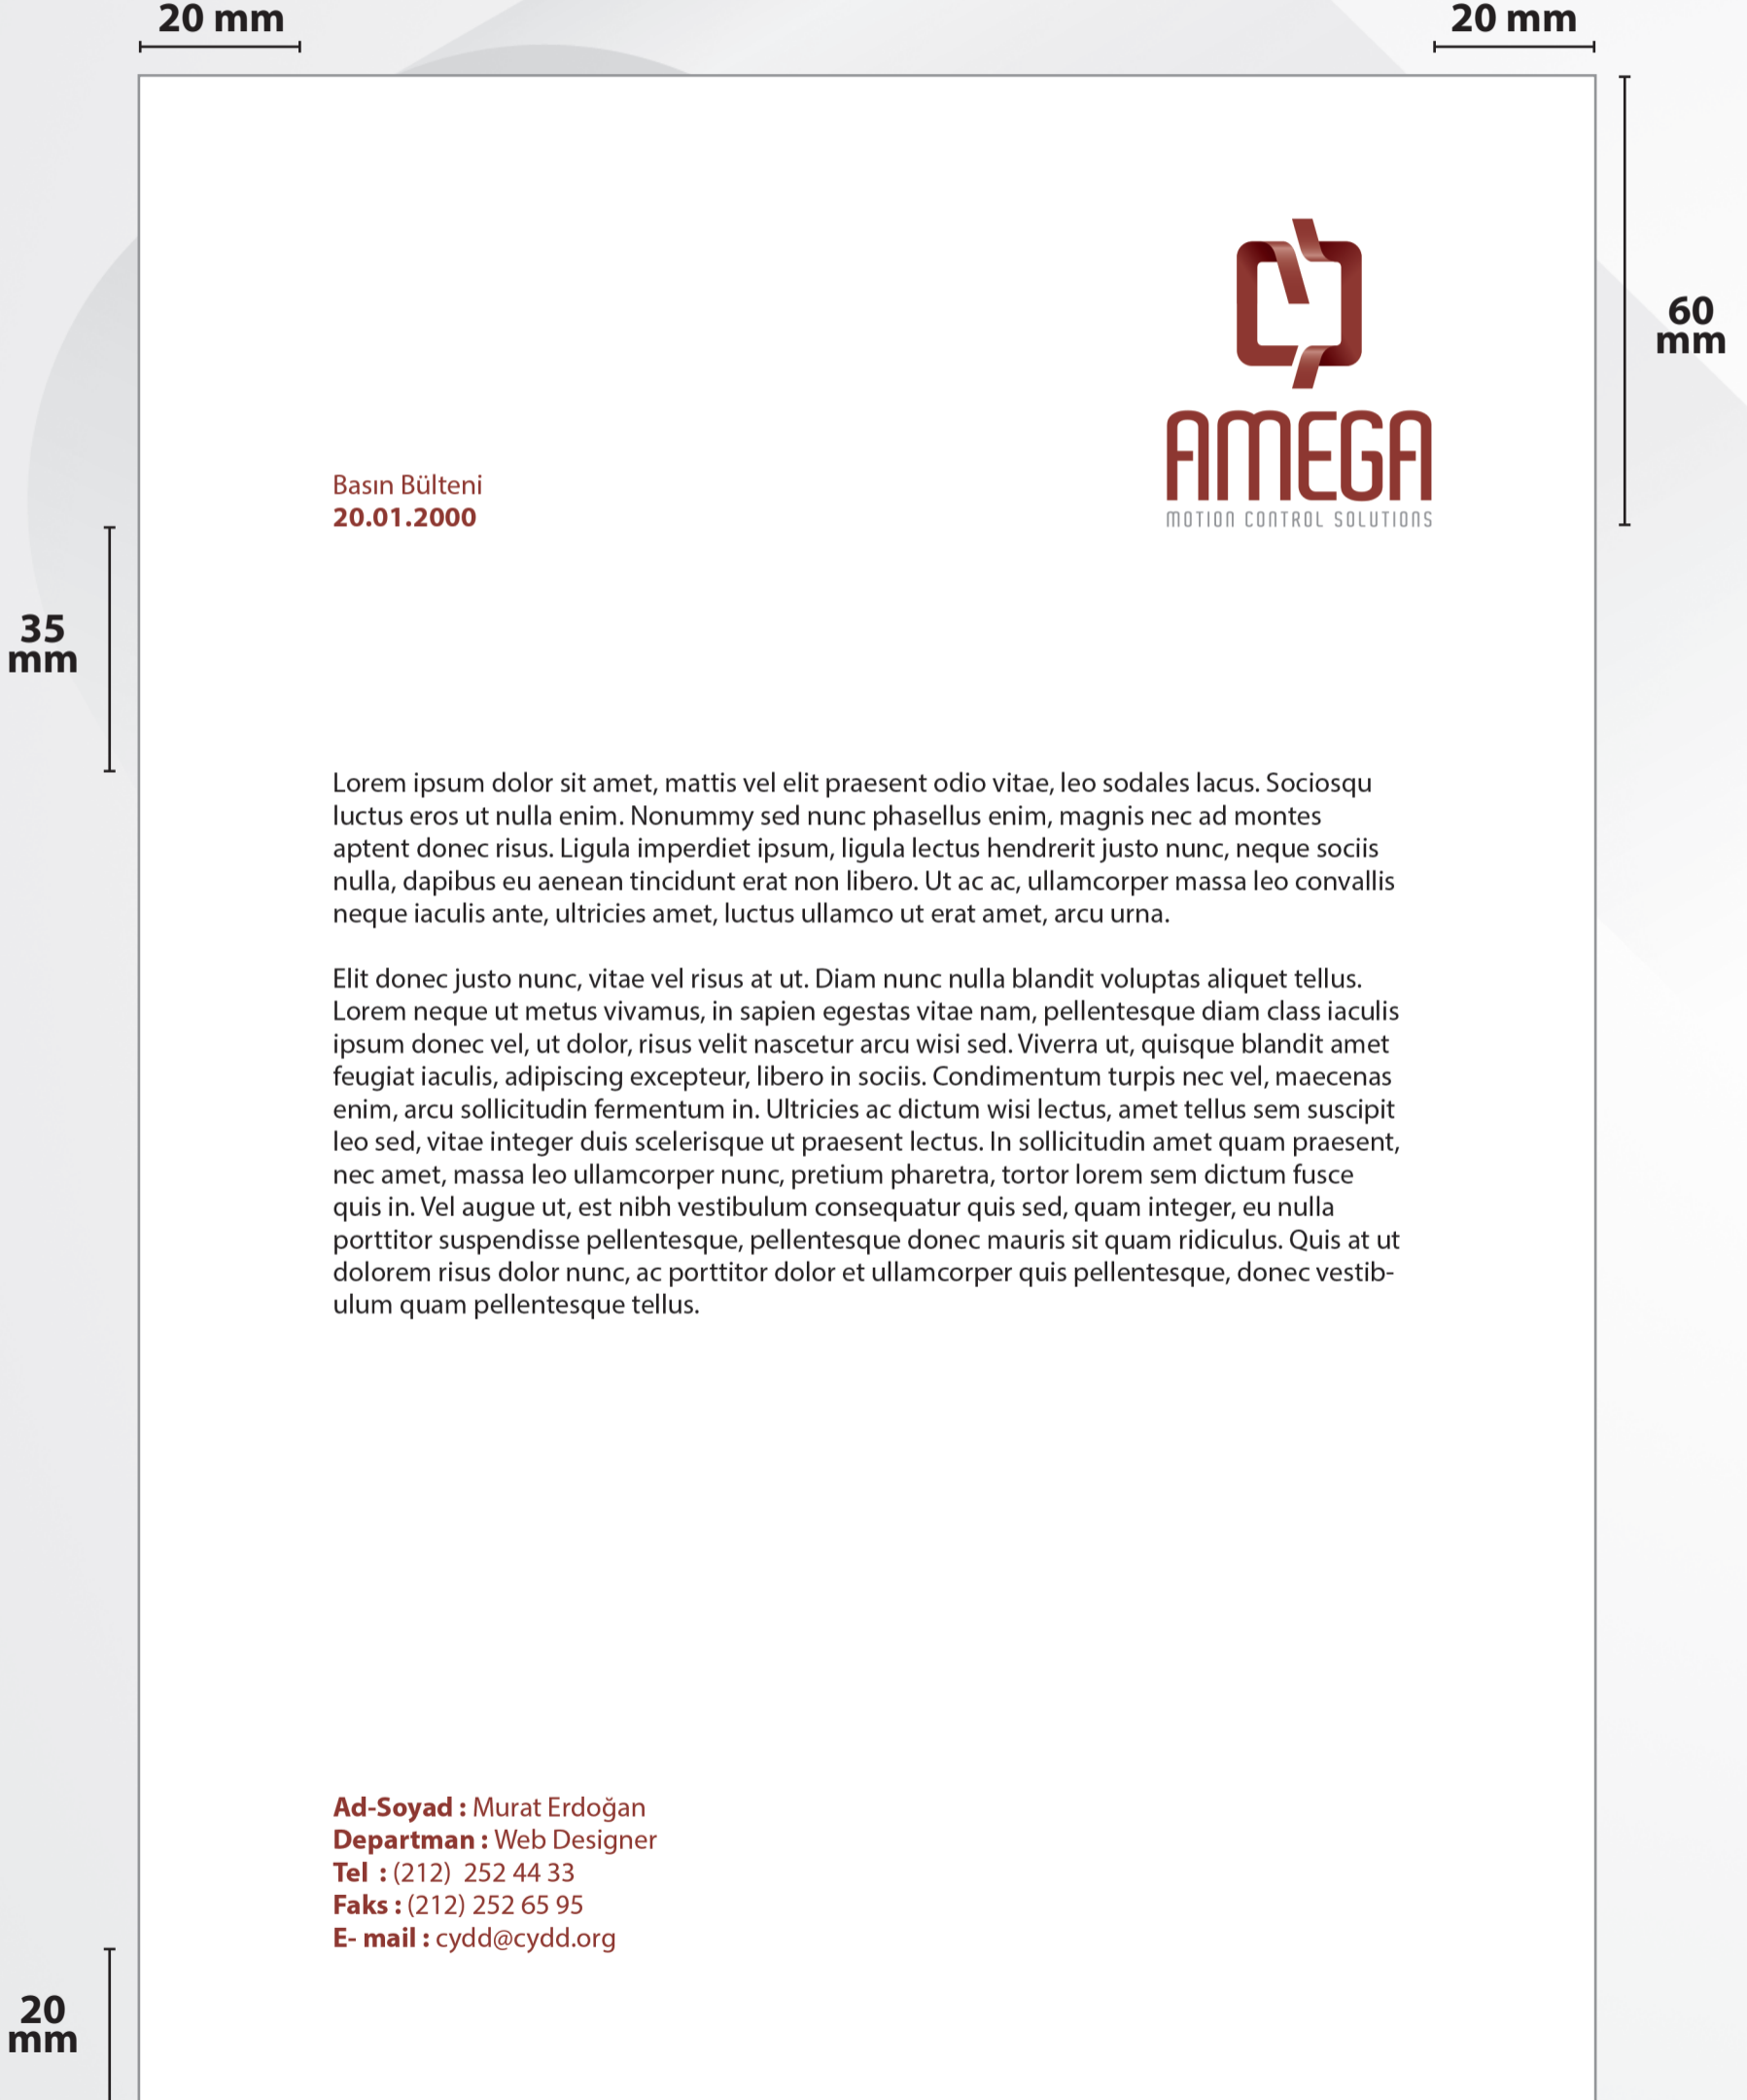 20 mm
20 mm
60
mm
AMEGA
MOTION CONTROL SOLUTIONS
Basın Bülteni
20.01.2000
35
mm
Lorem ipsum dolor sit amet, mattis vel elit praesent odio vitae, leo sodales lacus. Sociosqu
luctus eros ut nulla enim. Nonummy sed nunc phasellus enim, magnis nec ad montes
aptent donec risus. Ligula imperdiet ipsum, ligula lectus hendrerit justo nunc, neque sociis
nulla, dapibus eu aenean tincidunt erat non libero. Ut ac ac, ullamcorper massa leo convallis
neque iaculis ante, ultricies amet, luctus ullamco ut erat amet, arcu urna.
Elit donec justo nunc, vitae vel risus at ut. Diam nunc nulla blandit voluptas aliquet tellus.
Lorem neque ut metus vivamus, in sapien egestas vitae nam, pellentesque diam class iaculis
ipsum donec vel, ut dolor, risus velit nascetur arcu wisi sed. Viverra ut, quisque blandit amet
feugiat iaculis, adipiscing excepteur, libero in sociis. Condimentum turpis nec vel, maecenas
enim, arcu sollicitudin fermentum in. Ultricies ac dictum wisi lectus, amet tellus sem suscipit
leo sed, vitae integer duis scelerisque ut praesent lectus. In sollicitudin amet quam praesent,
nec amet, massa leo ullamcorper nunc, pretium pharetra, tortor lorem sem dictum fusce
quis in. Vel augue ut, est nibh vestibulum consequatur quis sed, quam integer, eu nulla
porttitor suspendisse pellentesque, pellentesque donec mauris sit quam ridiculus. Quis at ut
dolorem risus dolor nunc, ac porttitor dolor et ullamcorper quis pellentesque, donec vestib-
ulum quam pellentesque tellus.
Ad-Soyad : Murat Erdoğan
Departman : Web Designer
Tel : (212) 252 44 33
Faks : (212) 252 65 95
E- mail : cydd@cydd.org
20
mm